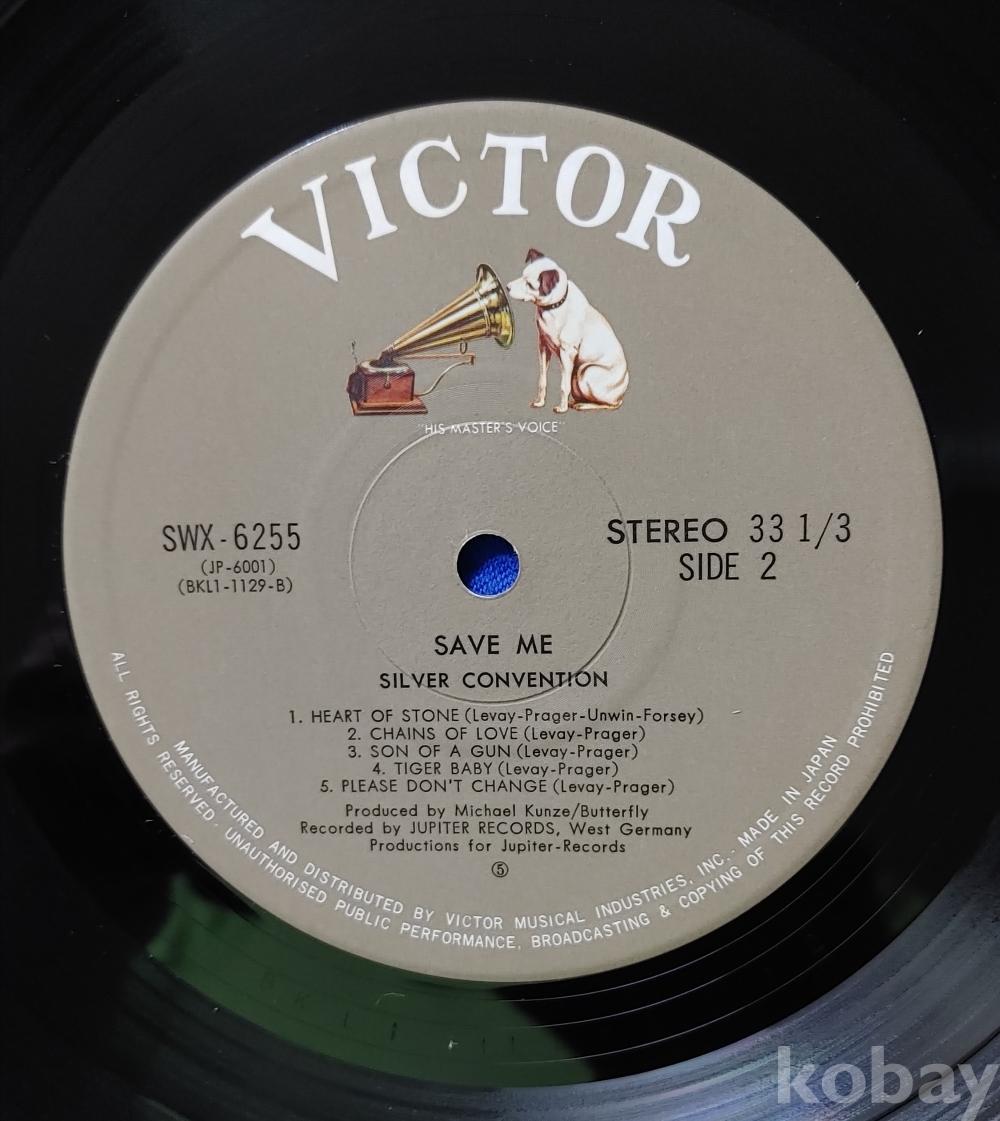 VICTOR
"HIS MASTER'S VOICE"
SWX-6255
(JP-6001)
(BKL1-1129-B)
STEREO 33 1/3
SIDE 2
SAVE ME
SILVER CONVENTION
1. HEART OF STONE (Levay-Prager-Unwin-Forsey)
2. CHAINS OF LOVE (Levay-Prager)
3. SON OF A GUN (Levay-Prager)
4. TIGER BABY (Levay-Prager)
5. PLEASE DON'T CHANGE (Levay-Prager)
Produced by Michael Kunze/Butterfly
Recorded by JUPITER RECORDS, West Germany
Productions for Jupiter-Records
⑤
MANUFACTURED AND DISTRIBUTED BY VICTOR MUSICAL INDUSTRIES, INC.- MADE IN JAPAN
ALL RIGHTS RESERVED · UNAUTHORISED PUBLIC PERFORMANCE, BROADCASTING & COPYING OF THIS RECORD PROHIBITED
kobay